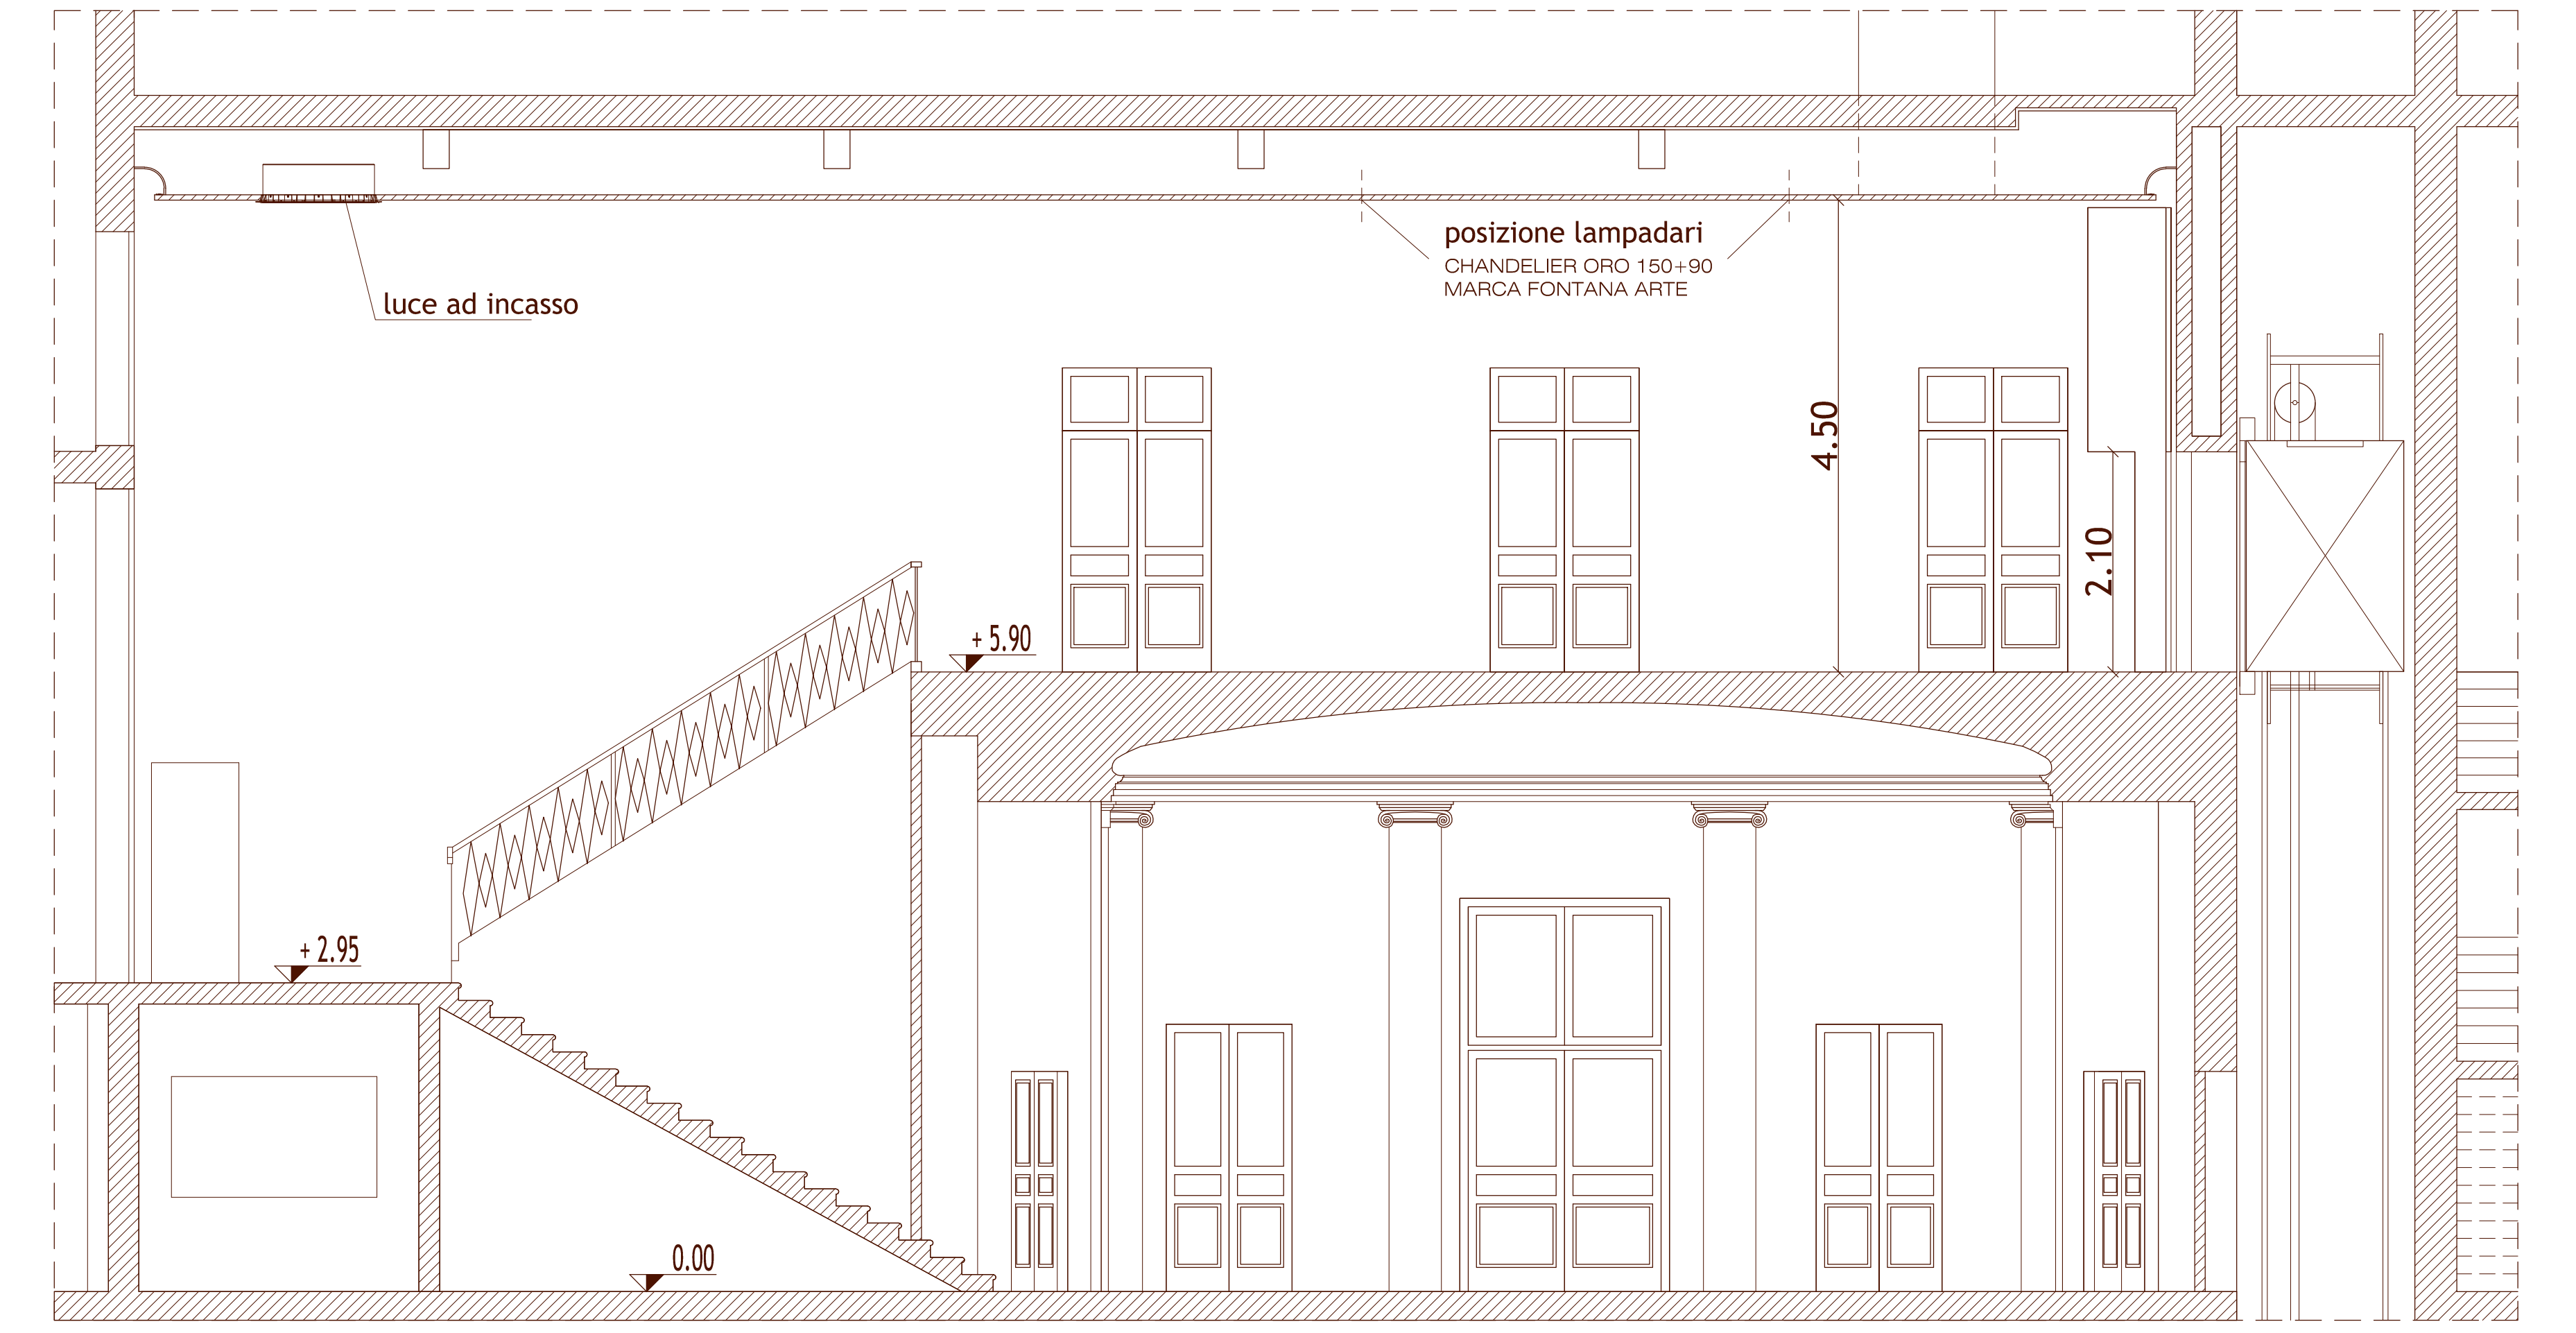 posizione lampadari
CHANDELIER ORO 150+90
MARCA FONTANA ARTE
luce ad incasso
4.50
2.10
+ 5.90
+ 2.95
0.00